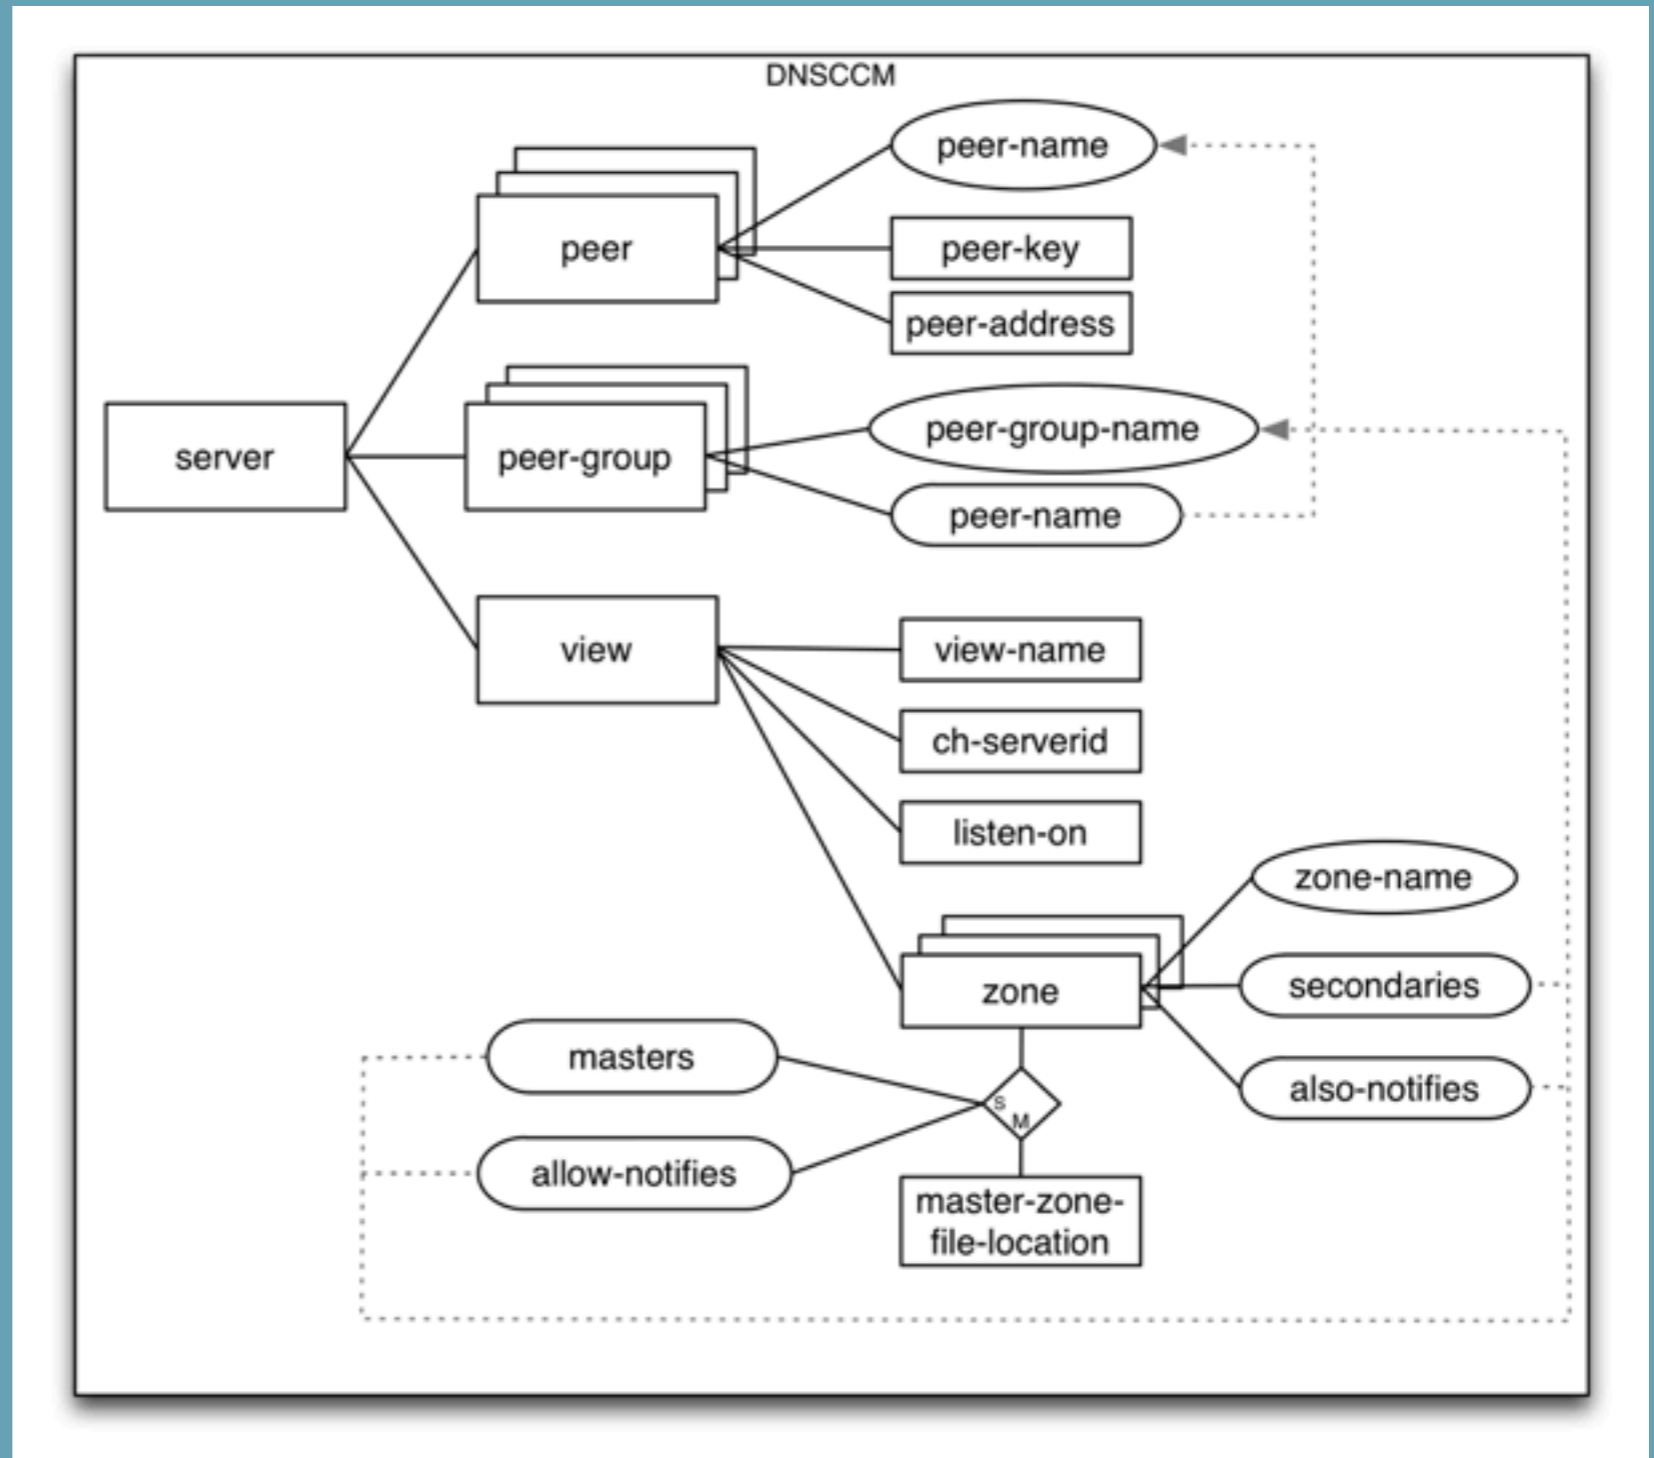 DNSCCM
peer-name
peer
peer-key
peer-address
peer-group-name
server
peer-group
peer-name
view
view-name
ch-serverid
listen-on
zone-name
zone
secondaries
masters
also-notifies
S
M
allow-notifies
master-zone-
file-location